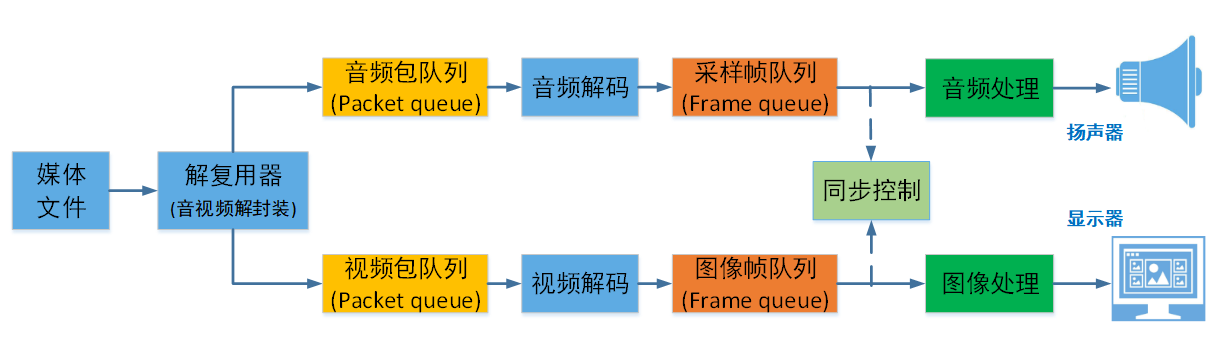 音频包队列
(Packet queue)
音频解码
采样帧队列
(Frame queue)
音频处理
扬声器
媒体
文件
解复用器
(音视频解封装)
同步控制
视频包队列
(Packet queue)
视频解码
图像帧队列
(Frame queue)
图像处理
显示器